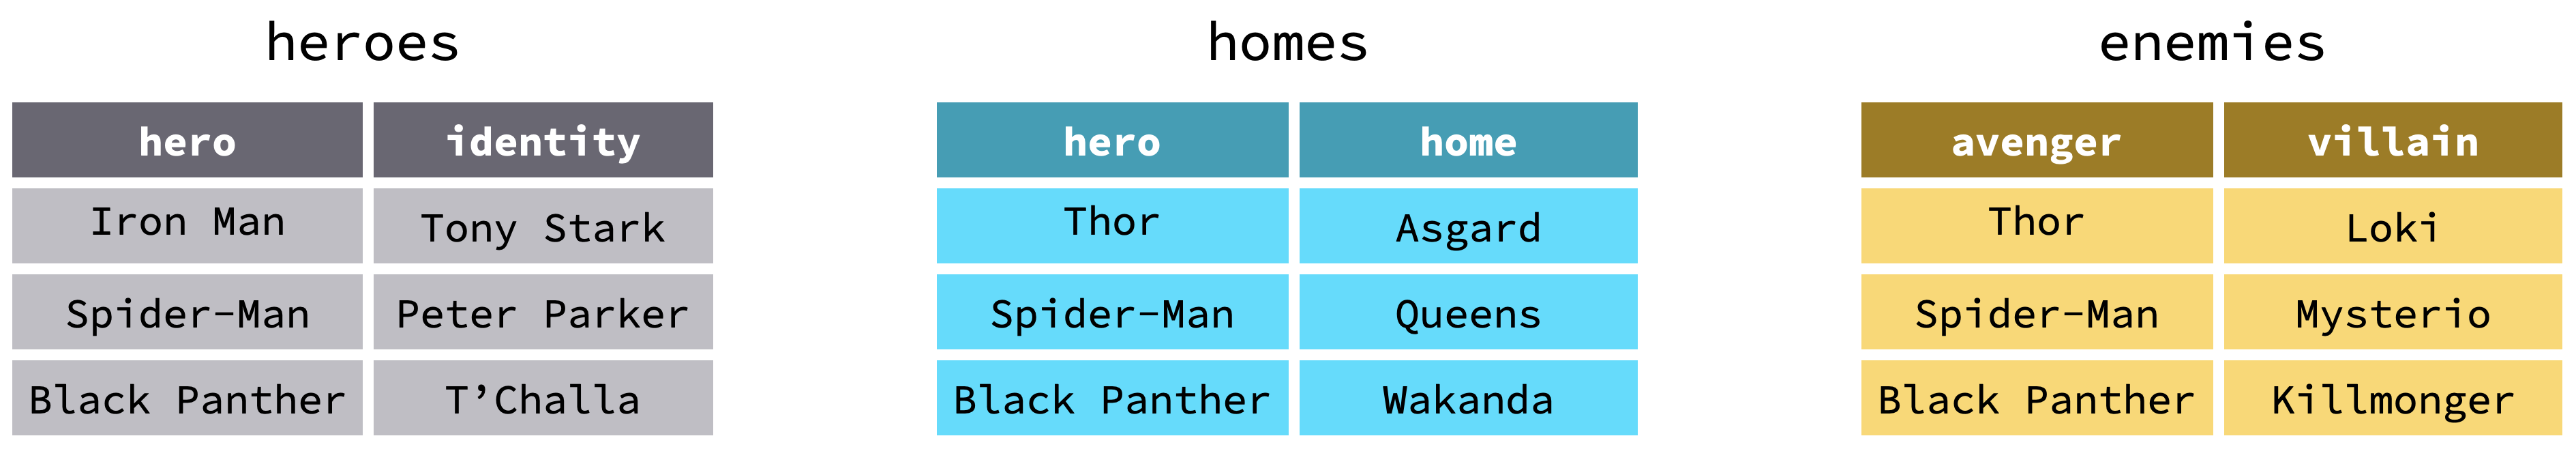 heroes homes enemies
hero identity hero home avenger villain
Iron Man Tony Stark Thor Asgard Thor Loki
Spider-Man Peter Parker Spider-Man Queens Spider-Man Mysterio
Black Panther T’Challa Black Panther Wakanda Black Panther Killmonger